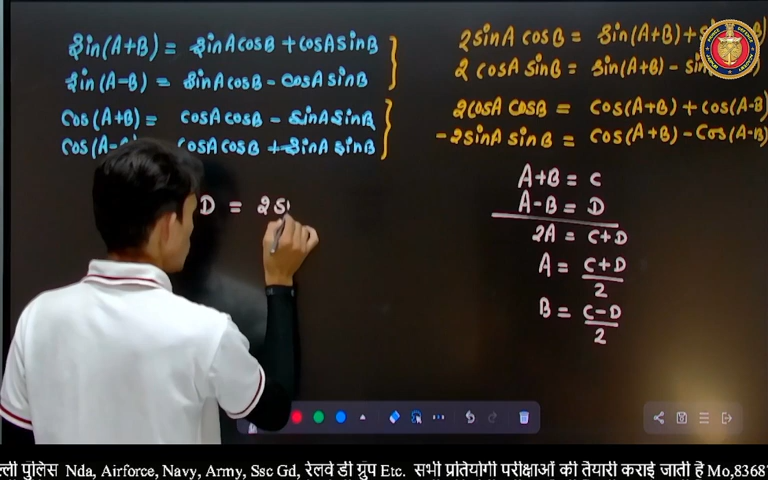 Sin(A+B) = SinA cosB + cosA sinB
Sin(A-B) = SinA cosB - cosA sinB
Cos(A+B) = cosA cosB - SinA SinB
cosA cosB + SinA SinB
D = 2S
2sinA cosB = Sin(A+B) +
2 cosA sinB = Sin(A+B) -
2cosA cosB = cos(A+B) + cos(A-B)
-2sinA sinB = cos(A+B) - Cos(A-B)
A+B = C
A-B = D
2A = C+D
A = C+D
2
B = C-D
2
पुलिस Nda, Airforce, Navy, Army, Ssc Gd, रेलवे डी ग्रुप Etc. सभी प्रतियोगी परीक्षाओं की तैयारी कराई जाती है Mo,8368